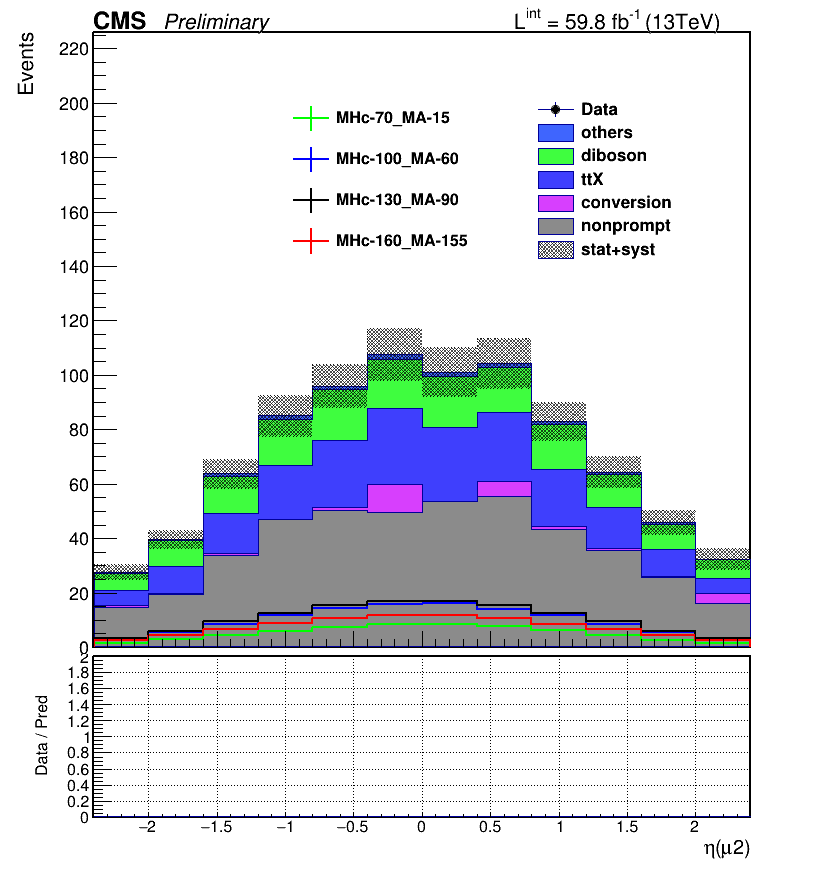 CMS Preliminary L^int = 59.8 fb^-1 (13TeV)
Events
220
200
180
160
140
120
100
80
60
40
20
0
MHc-70_MA-15
MHc-100_MA-60
MHc-130_MA-90
MHc-160_MA-155
Data
others
diboson
ttX
conversion
nonprompt
stat+syst
Data / Pred
2
1.8
1.6
1.4
1.2
1
0.8
0.6
0.4
0.2
0
−2 −1.5 −1 −0.5 0 0.5 1 1.5 2
η(μ2)